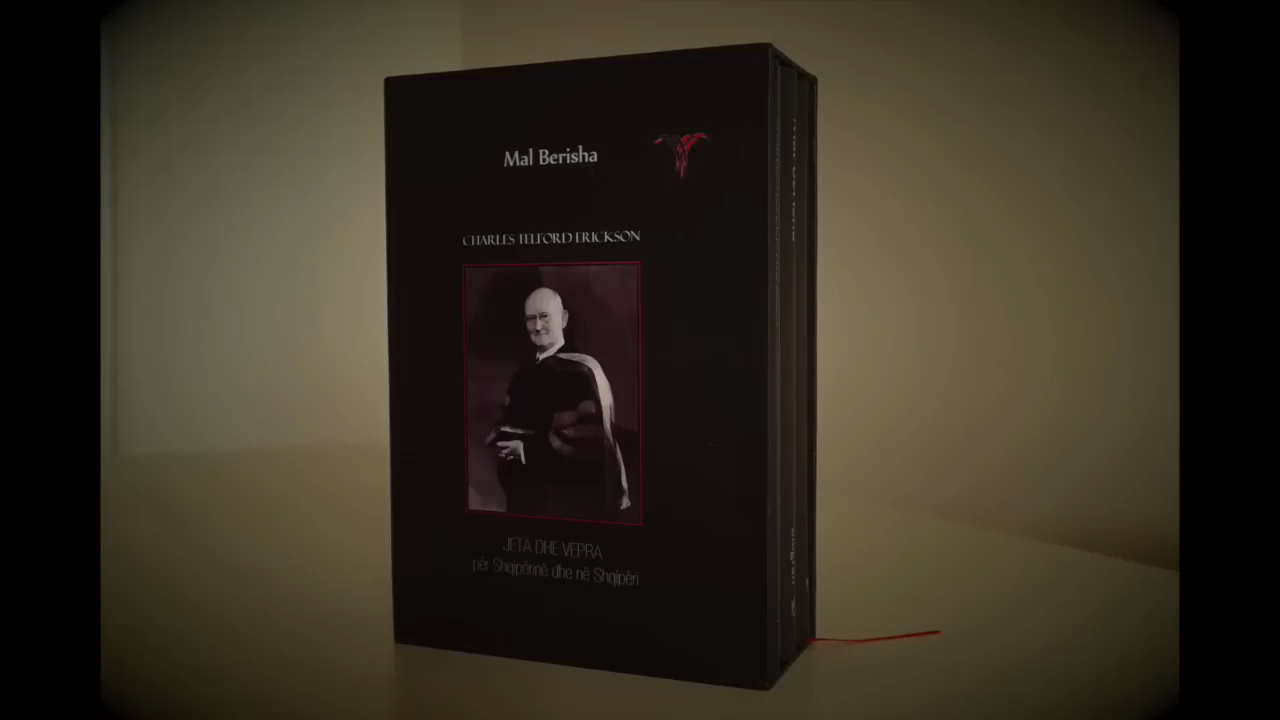 Mal Berisha
CHARLES TELFORD ERICKSON
JETA DHE VEPRA
për Shqipërinë dhe në Shqipëri